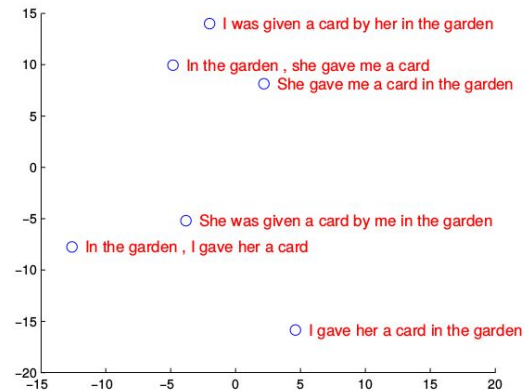 15
I was given a card by her in the garden
10
In the garden , she gave me a card
She gave me a card in the garden
5
0
−5
She was given a card by me in the garden
In the garden , I gave her a card
−10
−15
I gave her a card in the garden
−20
−15 −10 −5 0 5 10 15 20